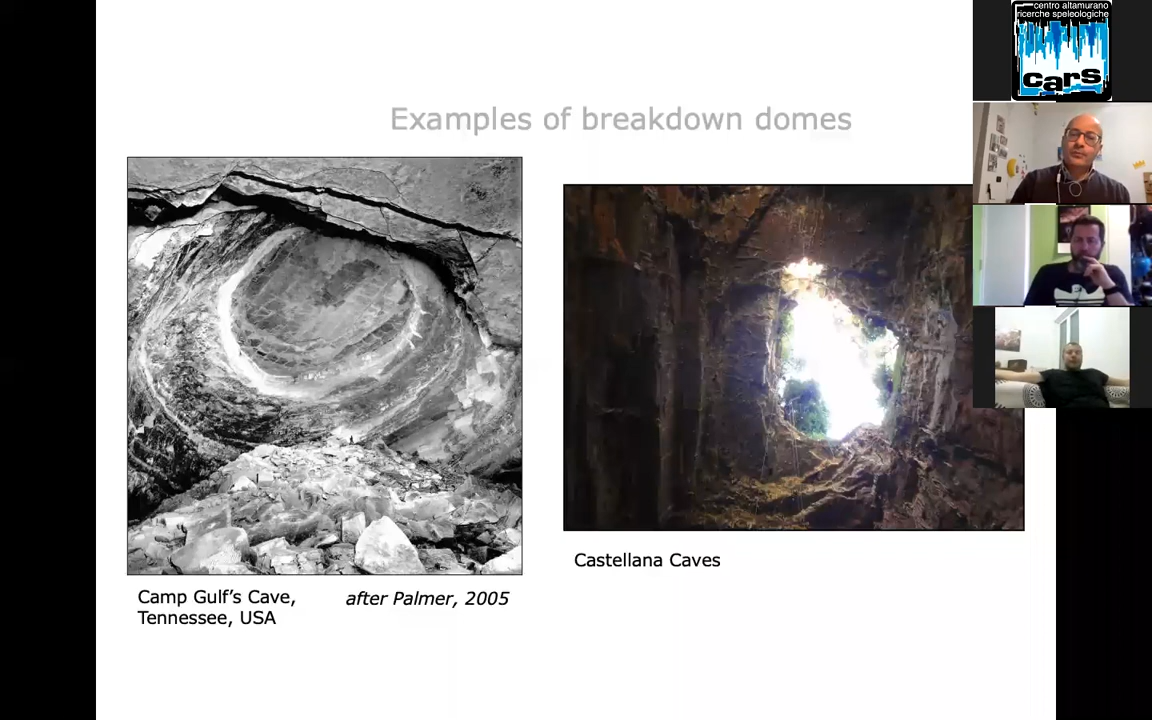 centro altamurano
ricerche speleologiche
cars
Examples of breakdown domes
Camp Gulf's Cave,
Tennessee, USA
after Palmer, 2005
Castellana Caves